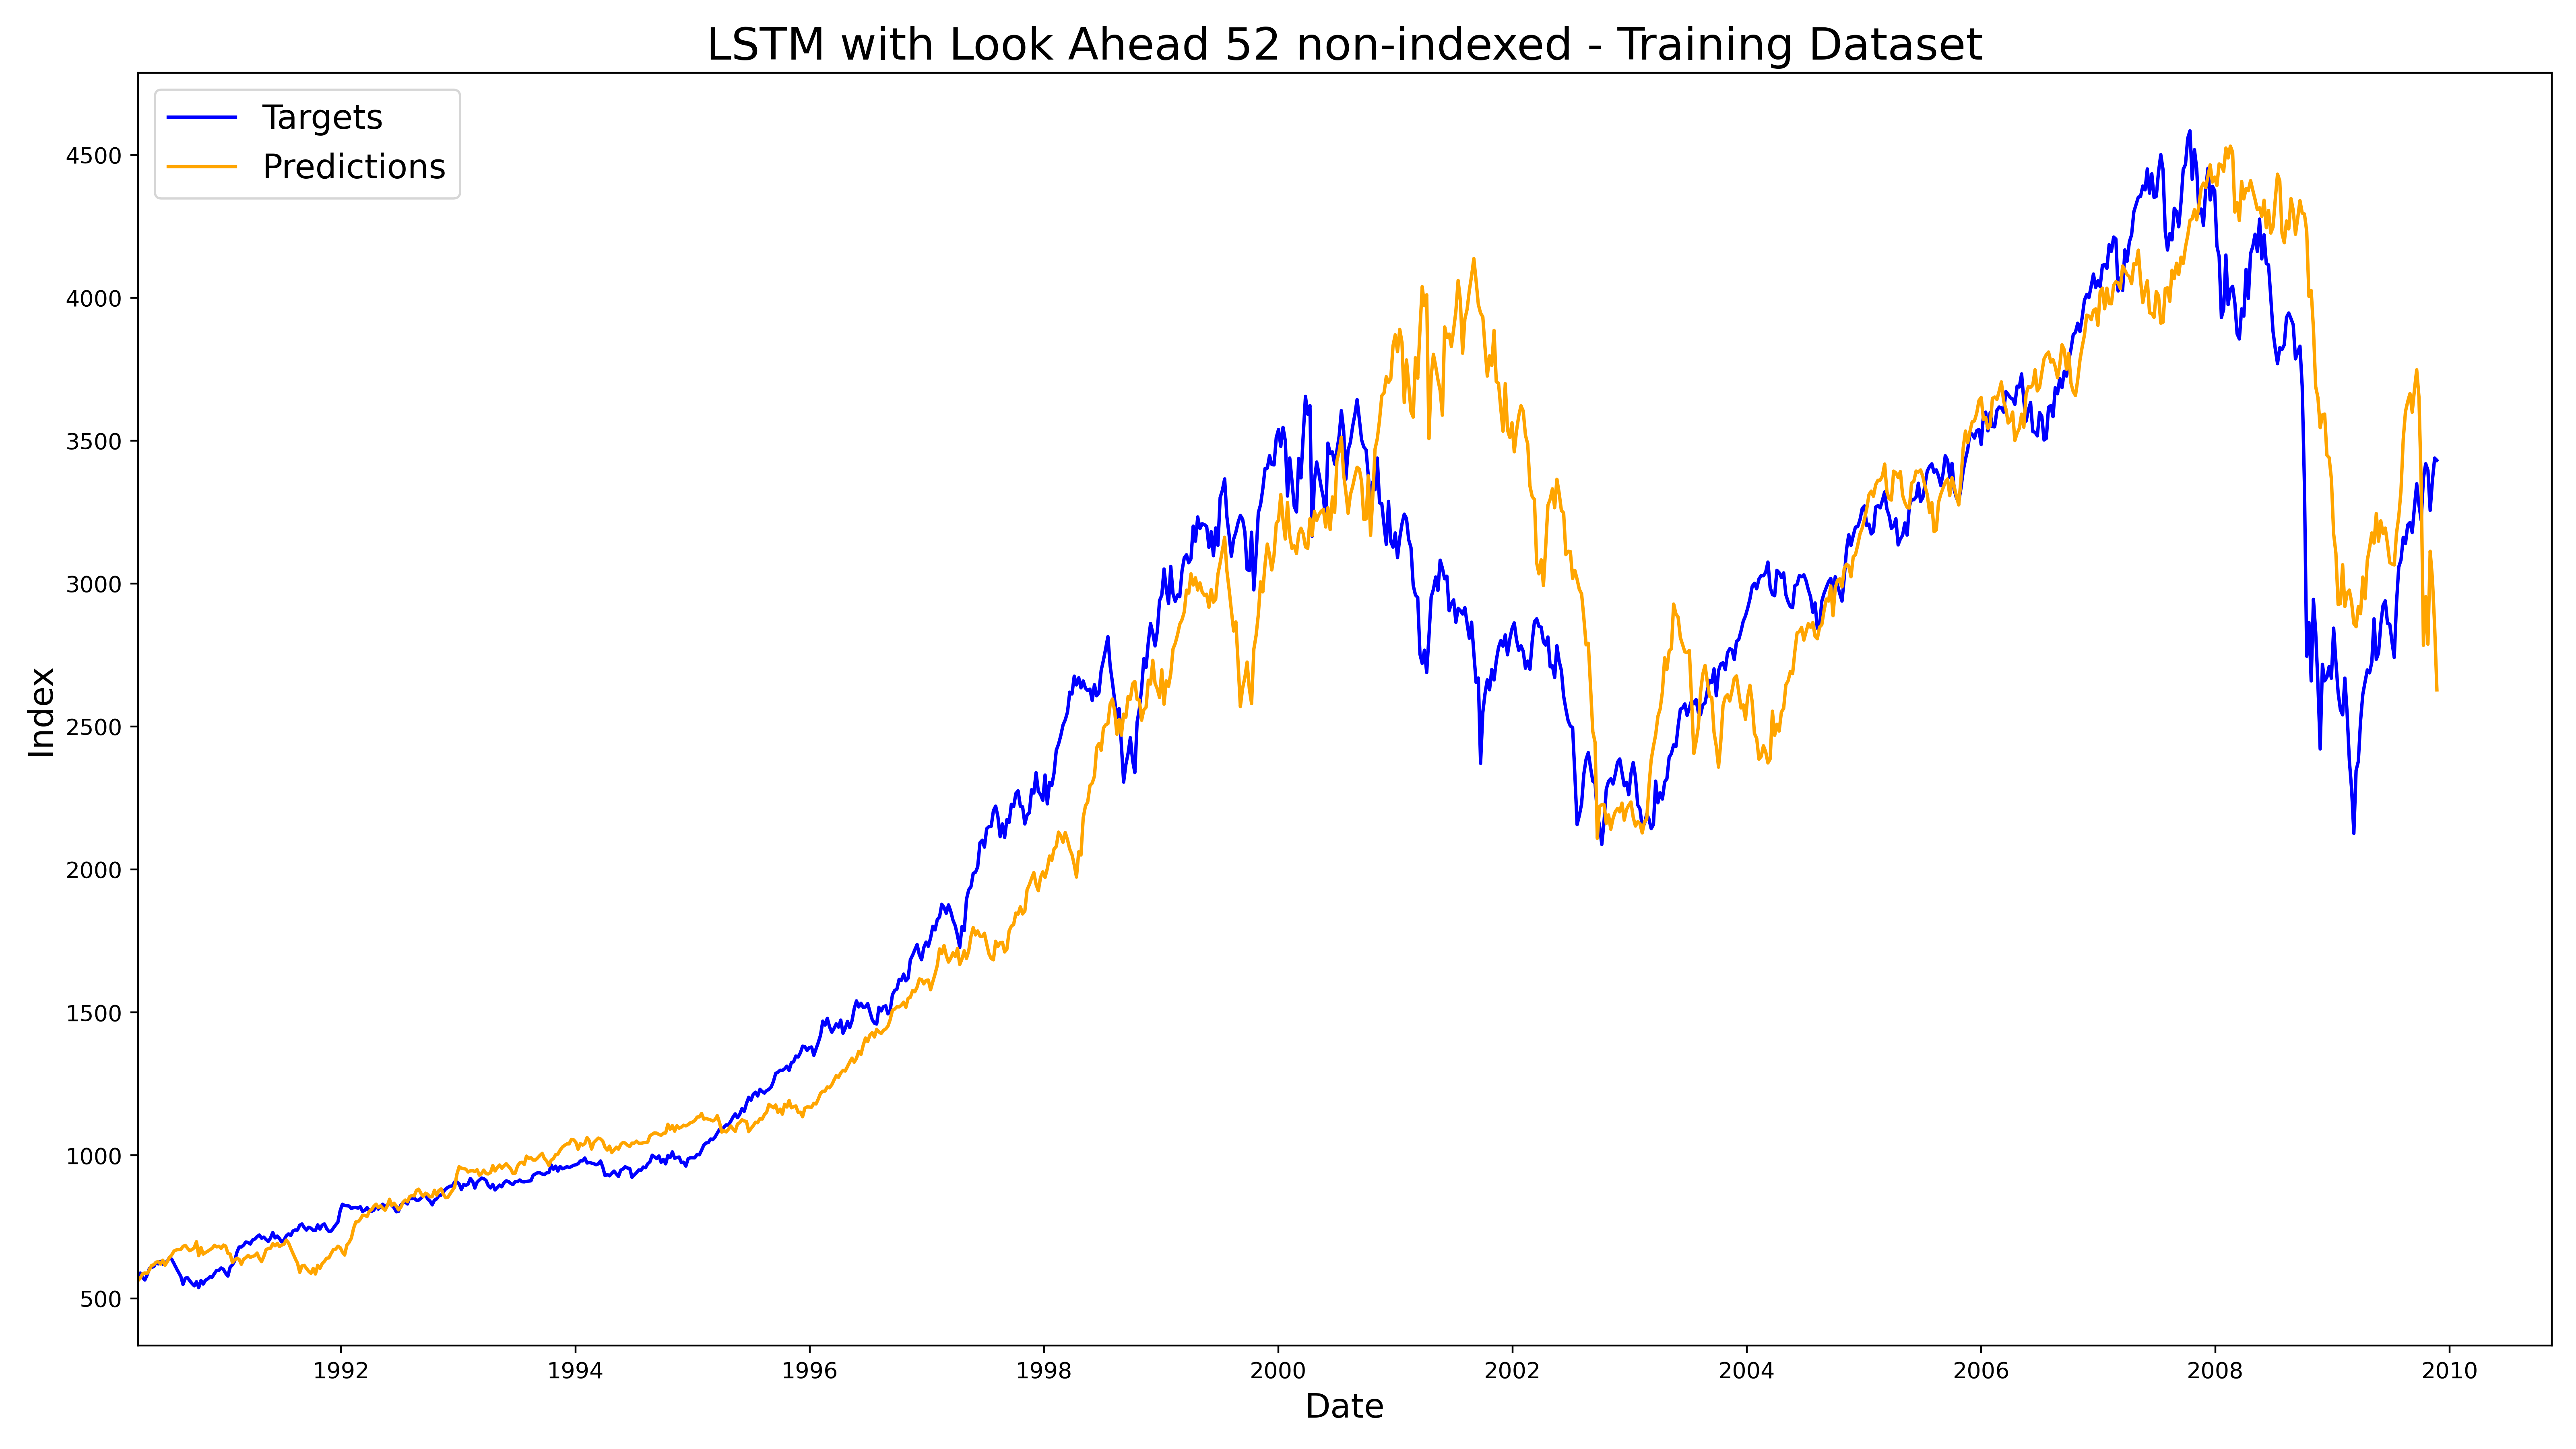 LSTM with Look Ahead 52 non-indexed - Training Dataset
Targets
Predictions
4500
4000
3500
3000
2500
2000
1500
1000
500
Index
1992 1994 1996 1998 2000 2002 2004 2006 2008 2010
Date